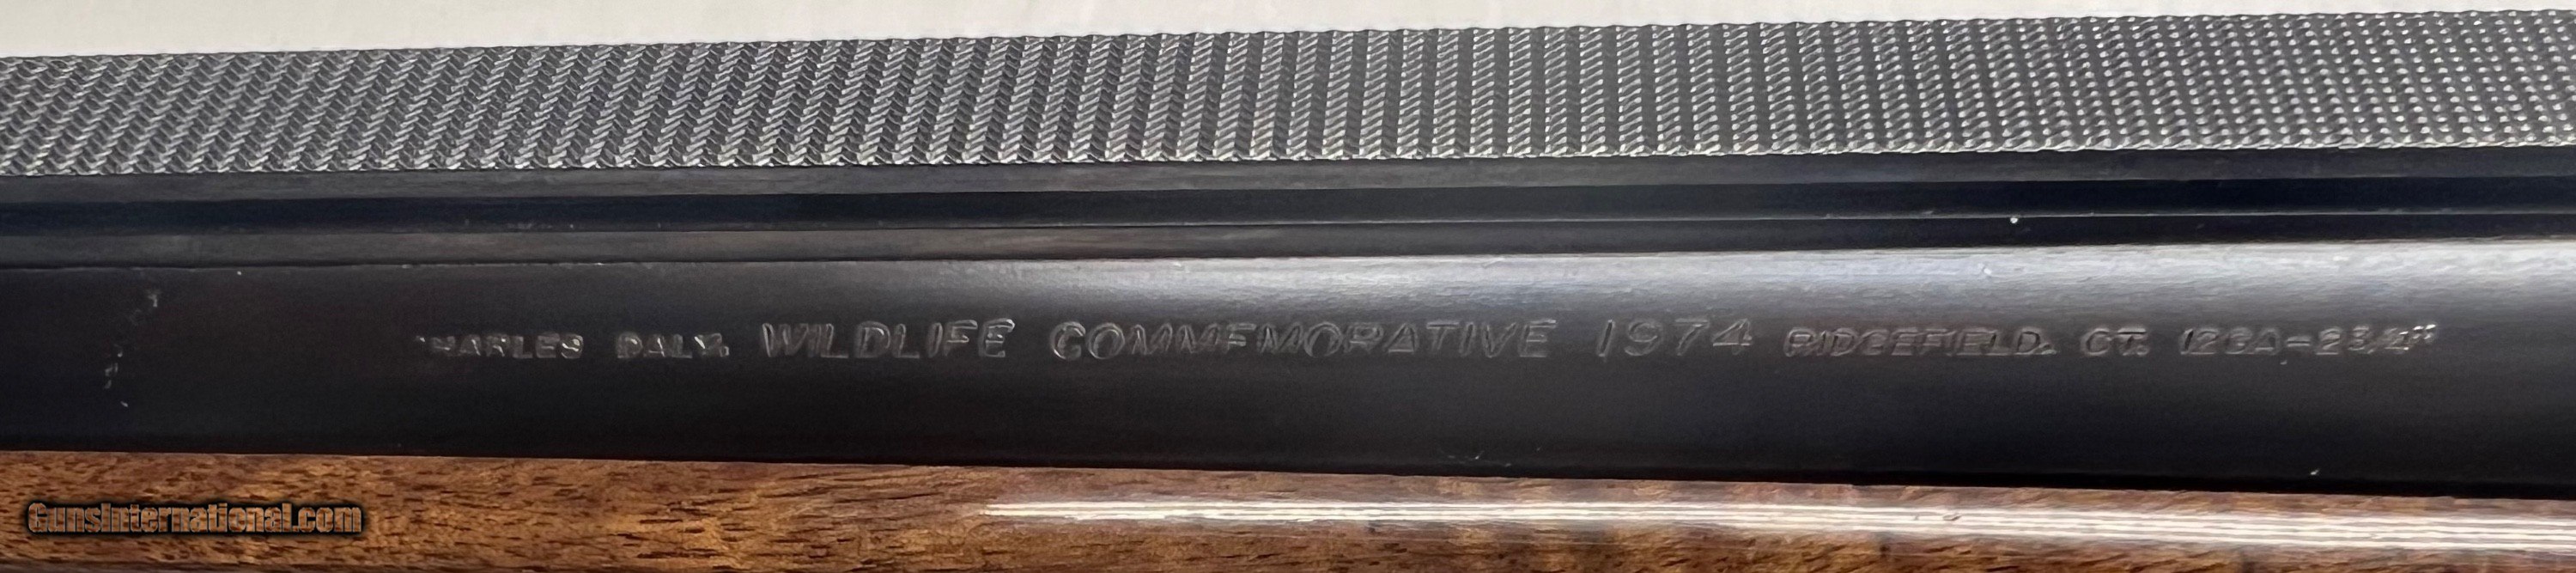 CHARLES DALY. WILDLIFE COMMEMORATIVE 1974 RIDGEFIELD. CT. 12GA-23/4"
GunsInternational.com